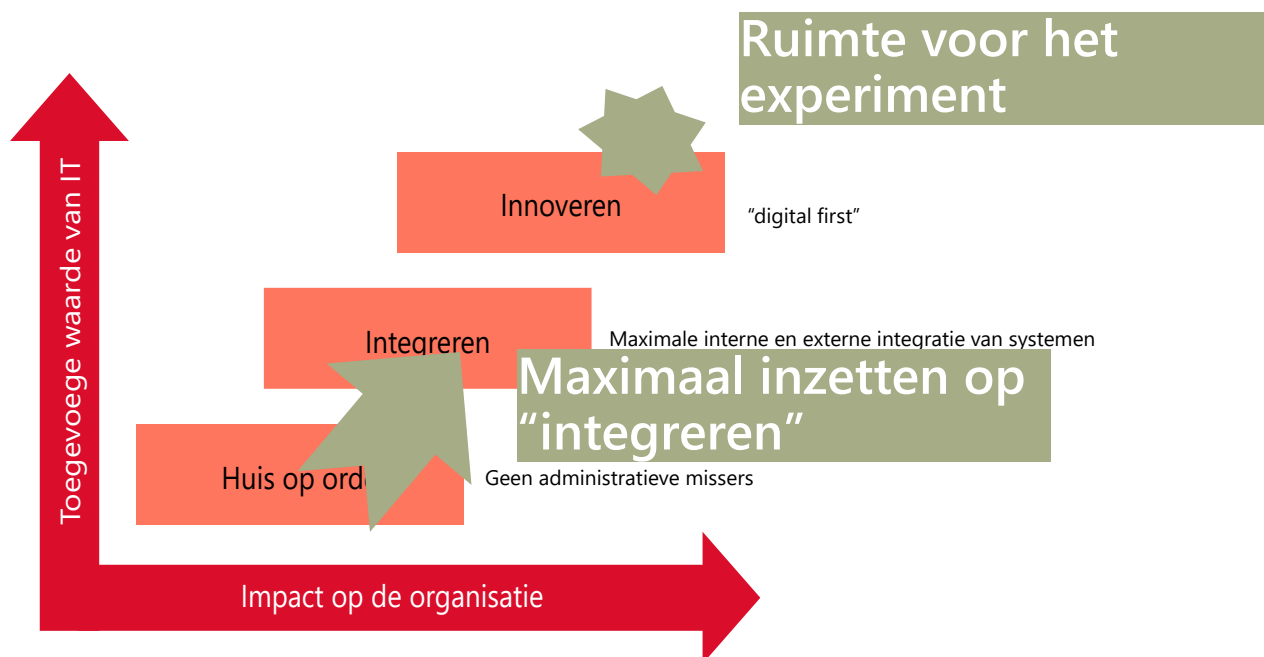 Ruimte voor het
experiment
Toegevoege waarde van IT
Innoveren
“digital first”
Integreren
Maximale interne en externe integratie van systemen
Maximaal inzetten op
“integreren”
Huis op
Geen administratieve missers
Impact op de organisatie